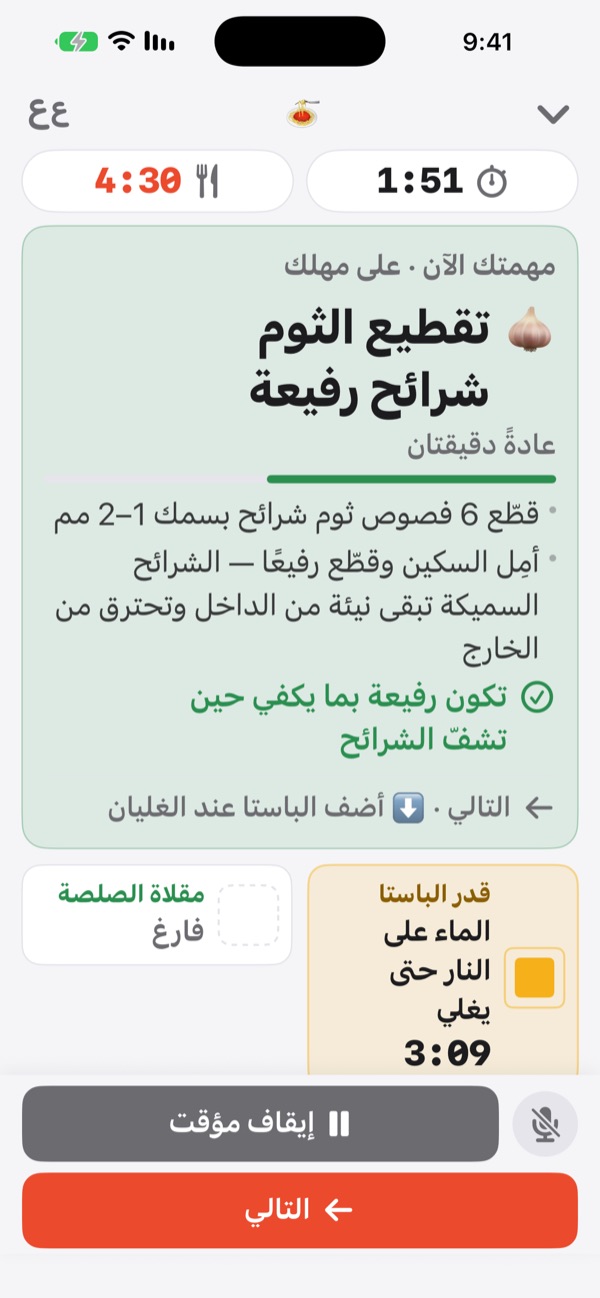 9:41
عع
1:51
4:30
مهمتك الآن · على مهلك
تقطيع الثوم
شرائح رفيعة
عادةً دقيقتان
قطّع 6 فصوص ثوم شرائح بسمك 1–2 مم
أمِل السكين وقطّع رفيعًا — الشرائح
السميكة تبقى نيئة من الداخل وتحترق من
الخارج
تكون رفيعة بما يكفي حين
تشفّ الشرائح
← التالي · ⬇️ أضف الباستا عند الغليان
قدر الباستا
الماء على
النار حتى
يغلي
3:09
مقلاة الصلصة
فارغ
إيقاف مؤقت
← التالي